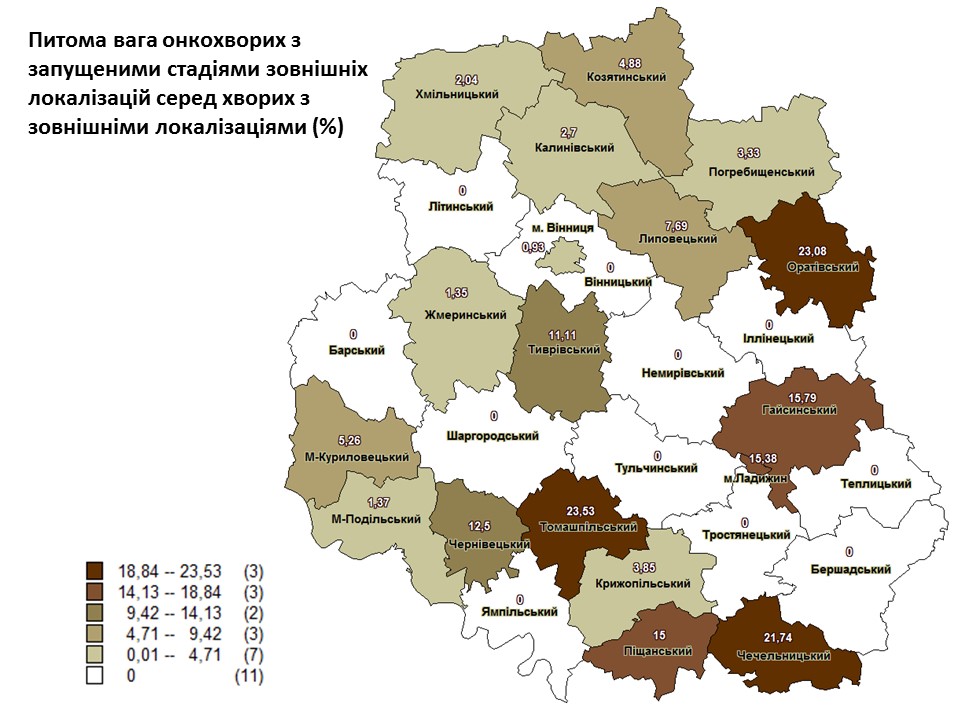 Питома вага онкохворих з
запущеними стадіями зовнішніх
локалізацій серед хворих з
зовнішніми локалізаціями (%)
4,88
Козятинський
2,04
Хмільницький
2,7
Калинівський
3,33
Погребищенський
0
Літинський
м. Вінниця
0,93
7,69
Липовецький
23,08
Оратівський
0
Вінницький
1,35
Жмеринський
0
Барський
11,11
Тиврівський
0
Іллінецький
0
Немирівський
15,79
Гайсинський
0
Шаргородський
5,26
М-Куриловецький
0
Тульчинський
15,38
м.Ладижин
0
Теплицький
1,37
М-Подільський
12,5
Чернівецький
23,53
Томашпільський
0
Тростянецький
0
Бершадський
3,85
Крижопільський
0
Ямпільський
15
Піщанський
21,74
Чечельницький
18,84 -- 23,53 (3)
14,13 -- 18,84 (3)
9,42 -- 14,13 (2)
4,71 -- 9,42 (3)
0,01 -- 4,71 (7)
0 (11)